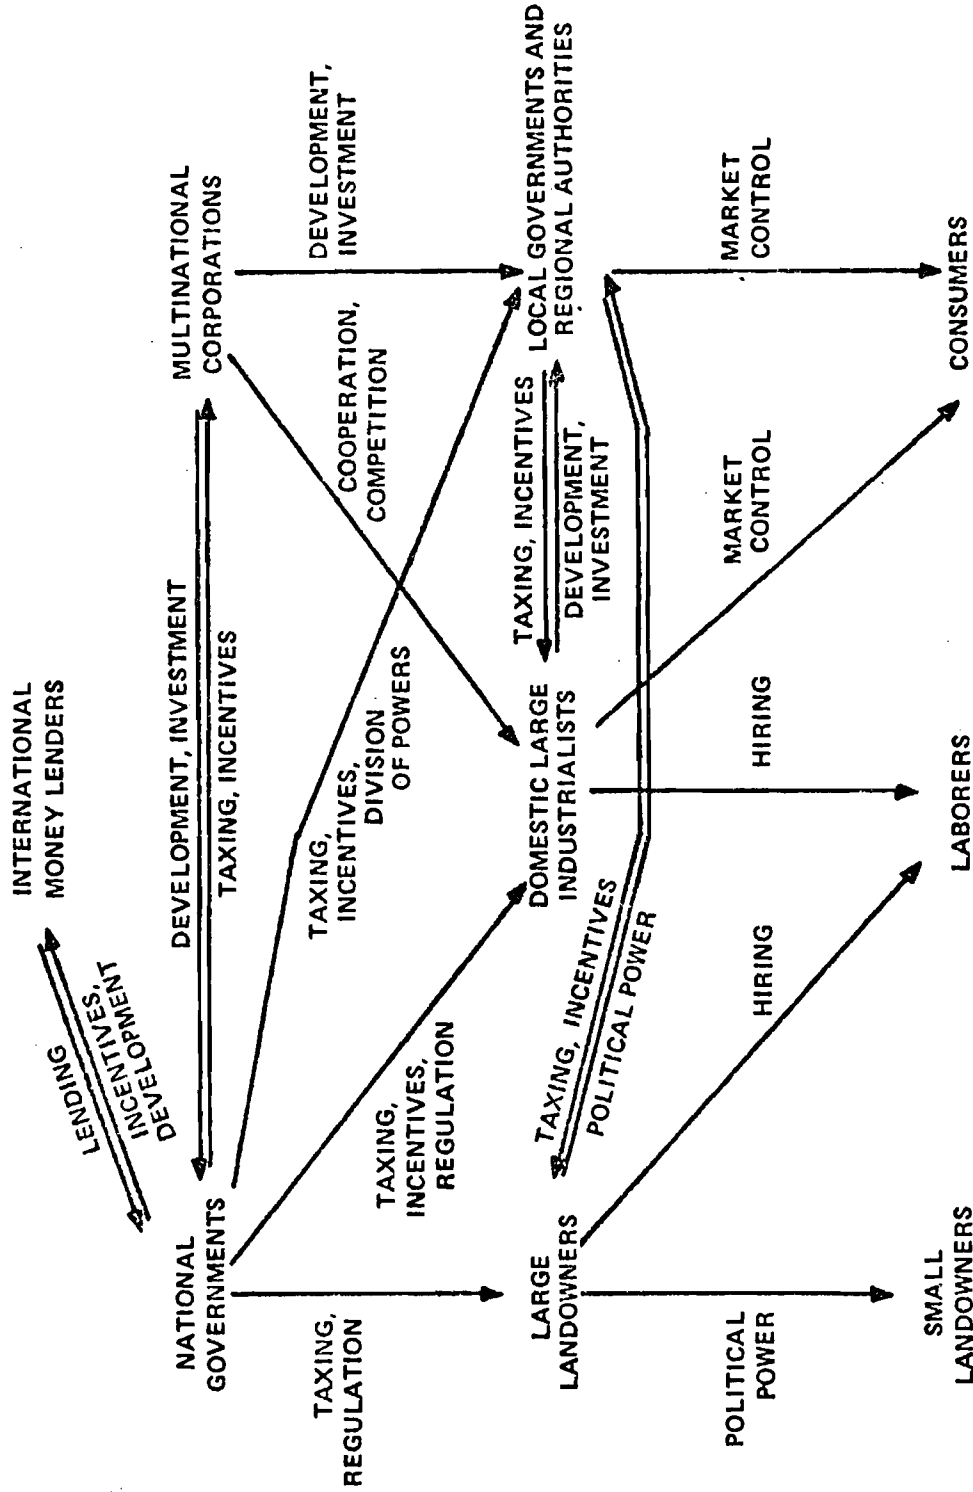 INTERNATIONAL
MONEY LENDERS
LENDING
INCENTIVES,
DEVELOPMENT
NATIONAL
GOVERNMENTS
DEVELOPMENT, INVESTMENT
TAXING, INCENTIVES
MULTINATIONAL
CORPORATIONS
TAXING,
REGULATION
TAXING,
INCENTIVES,
REGULATION
TAXING,
INCENTIVES,
DIVISION
OF POWERS
COOPERATION,
COMPETITION
DEVELOPMENT,
INVESTMENT
LARGE
LANDOWNERS
DOMESTIC LARGE
INDUSTRIALISTS
TAXING, INCENTIVES
DEVELOPMENT,
INVESTMENT
LOCAL GOVERNMENTS AND
REGIONAL AUTHORITIES
TAXING, INCENTIVES
POLITICAL POWER
POLITICAL
POWER
HIRING
HIRING
MARKET
CONTROL
MARKET
CONTROL
SMALL
LANDOWNERS
LABORERS
CONSUMERS